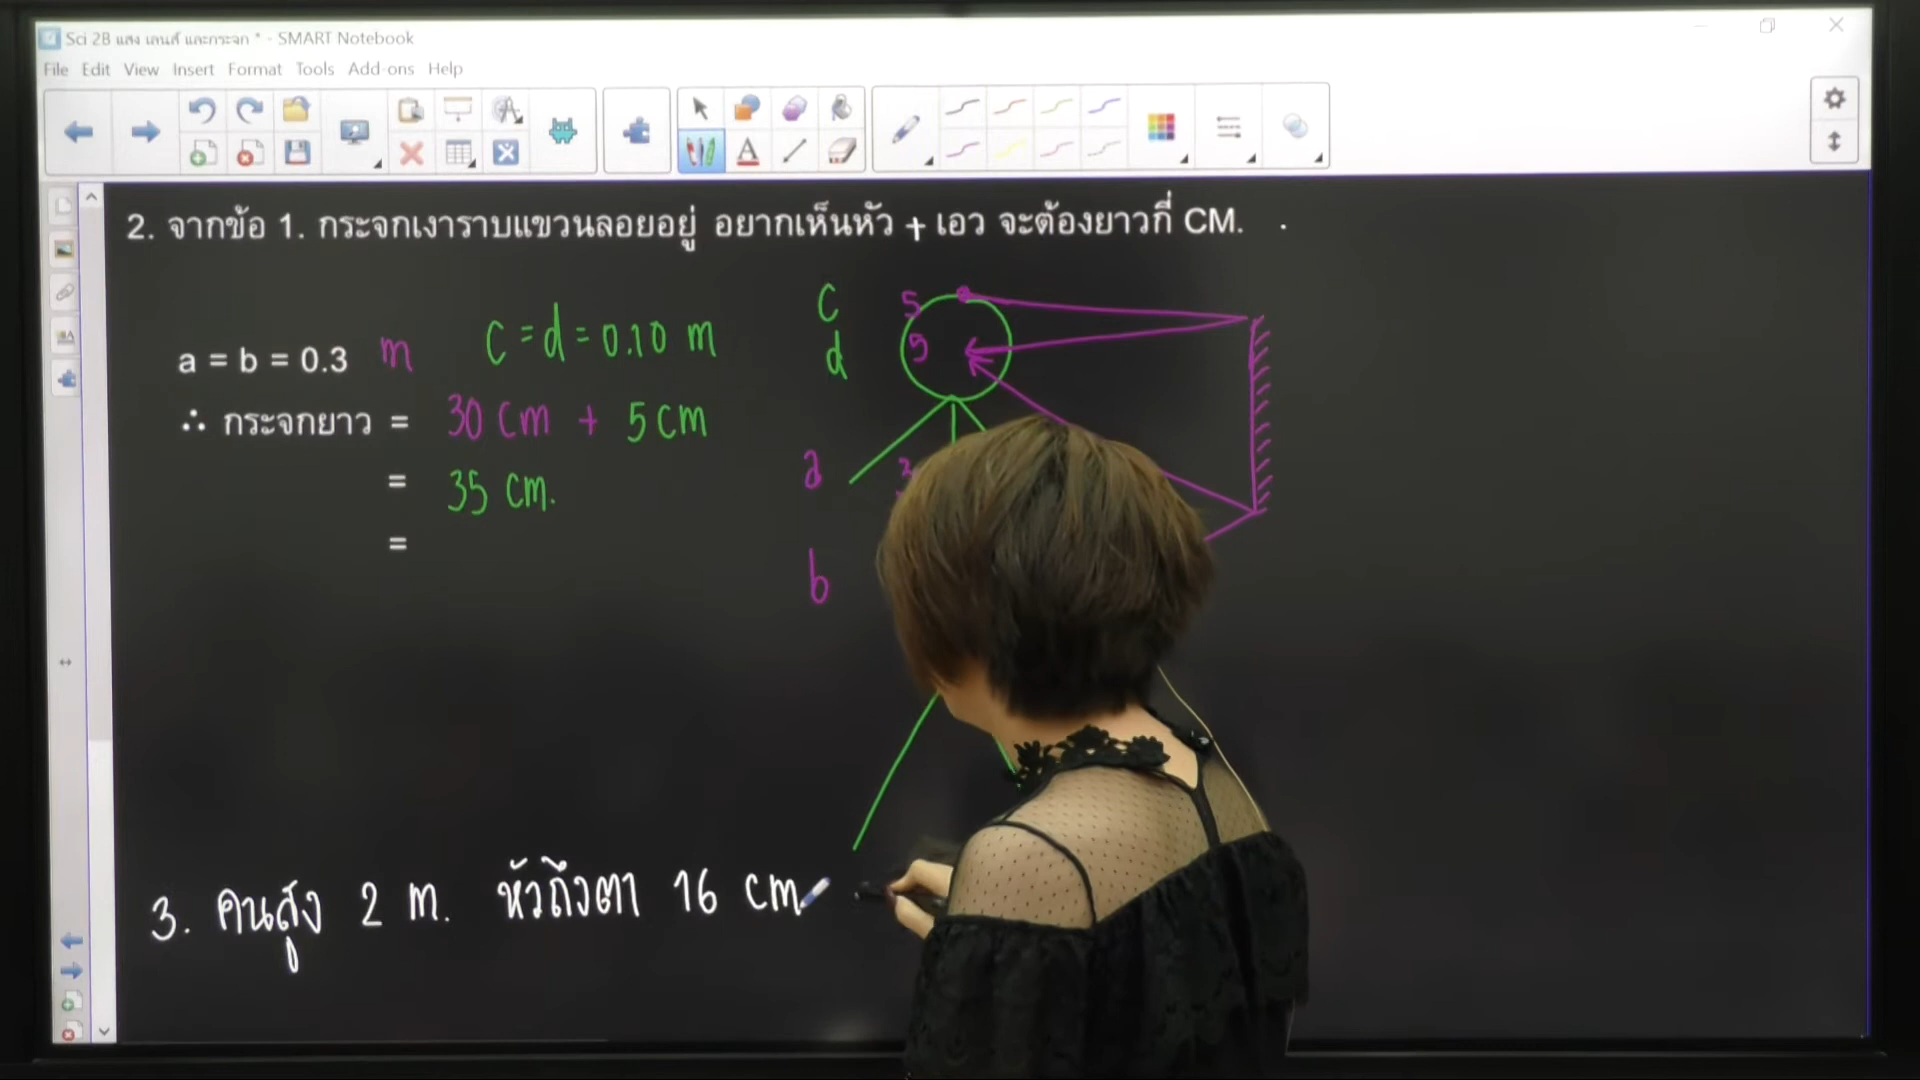 Sci 2B แสง เลนส์ และกระจก * - SMART Notebook
File Edit View Insert Format Tools Add-ons Help
2. จากข้อ 1. กระจกเงาราบแขวนลอยอยู่ อยากเห็นหัว + เอว จะต้องยาวกี่ CM. .
a = b = 0.3 m c = d = 0.10 m
∴ กระจกยาว = 30 cm + 5 cm
= 35 cm.
=
c 5
d 5
a 3
b
3. คนสูง 2 m. หัวถึงตา 16 cm